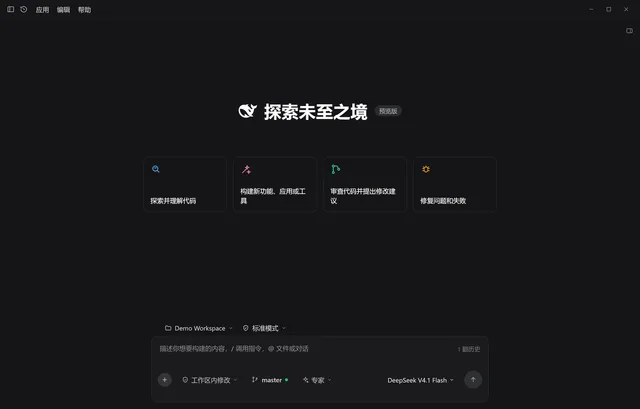 应用 编辑 帮助
探索未至之境 预览版
探索并理解代码
构建新功能、应用或工具
审查代码并提出修改建议
修复问题和失败
Demo Workspace 标准模式
描述你想要构建的内容，/ 调用指令，@ 文件或对话
工作区内修改 master 专家 DeepSeek V4.1 Flash